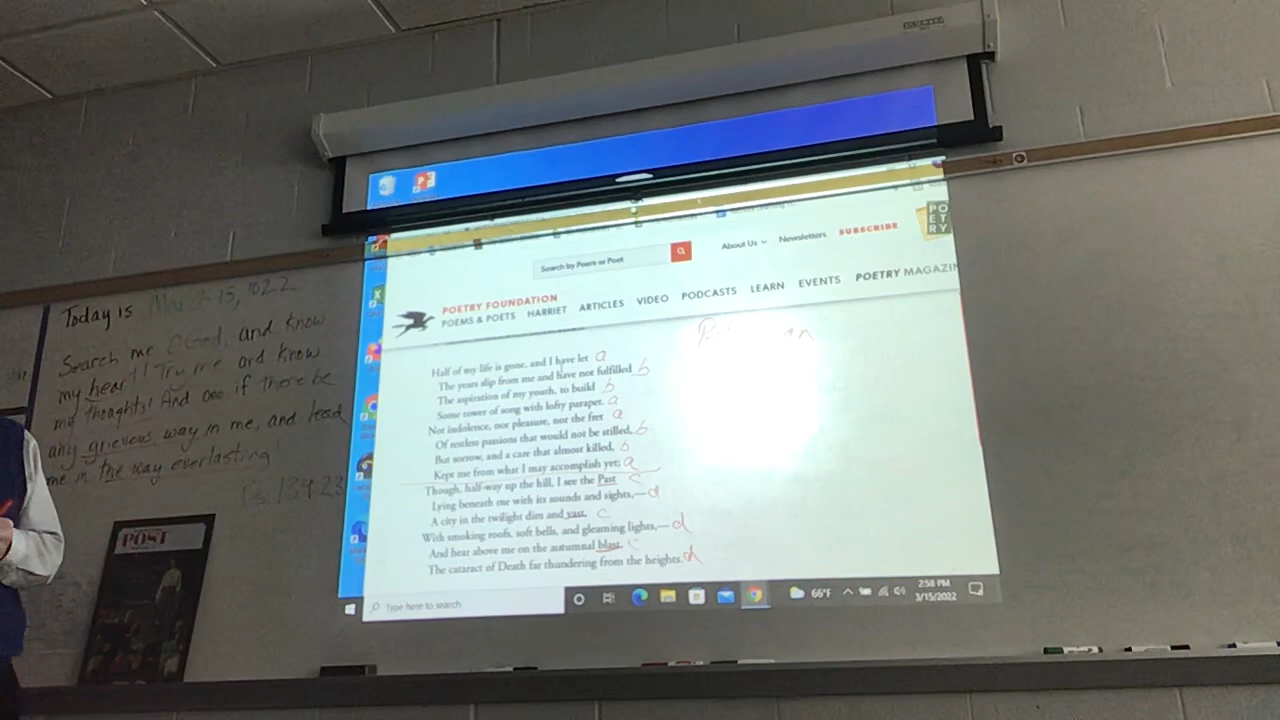 Search by Poem or Poet
About Us
Newsletters
SUBSCRIBE
PO
ET
RY
POETRY FOUNDATION
POEMS & POETS HARRIET ARTICLES VIDEO PODCASTS LEARN EVENTS POETRY MAGAZIN
Half of my life is gone, and I have let a
The years slip from me and have not fulfilled b
The aspiration of my youth, to build b
Some tower of song with lofty parapet. a
Not indolence, nor pleasure, nor the fret a
Of restless passions that would not be stilled, b
But sorrow, and a care that almost killed, b
Kept me from what I may accomplish yet; a
Though, half-way up the hill, I see the Past c
Lying beneath me with its sounds and sights,— d
A city in the twilight dim and vast, c
With smoking roofs, soft bells, and gleaming lights,— d
And hear above me on the autumnal blast c
The cataract of Death far thundering from the heights. d
Type here to search
66°F
2:58 PM
3/15/2022
Today is March 15, 2022
Search me God, and know
my heart! Try me and know
my thoughts! And see if there be
any grievous way in me, and lead
me in the way everlasting
Ps 139:23
POST